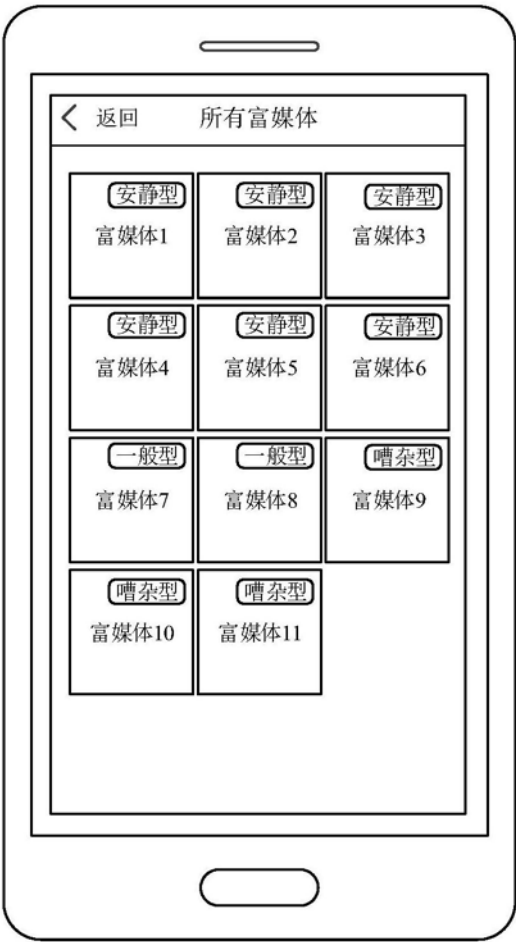 返回 所有富媒体
安静型 安静型 安静型
富媒体1 富媒体2 富媒体3
安静型 安静型 安静型
富媒体4 富媒体5 富媒体6
一般型 一般型 嘈杂型
富媒体7 富媒体8 富媒体9
嘈杂型 嘈杂型
富媒体10 富媒体11